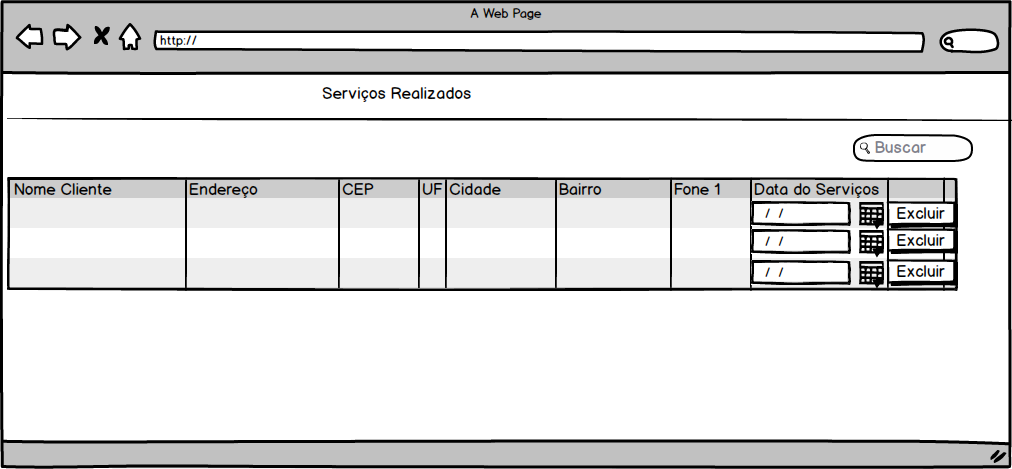 A Web Page
http://
Serviços Realizados
Buscar
Nome Cliente Endereço CEP UF Cidade Bairro Fone 1 Data do Serviços
/ / Excluir
/ / Excluir
/ / Excluir